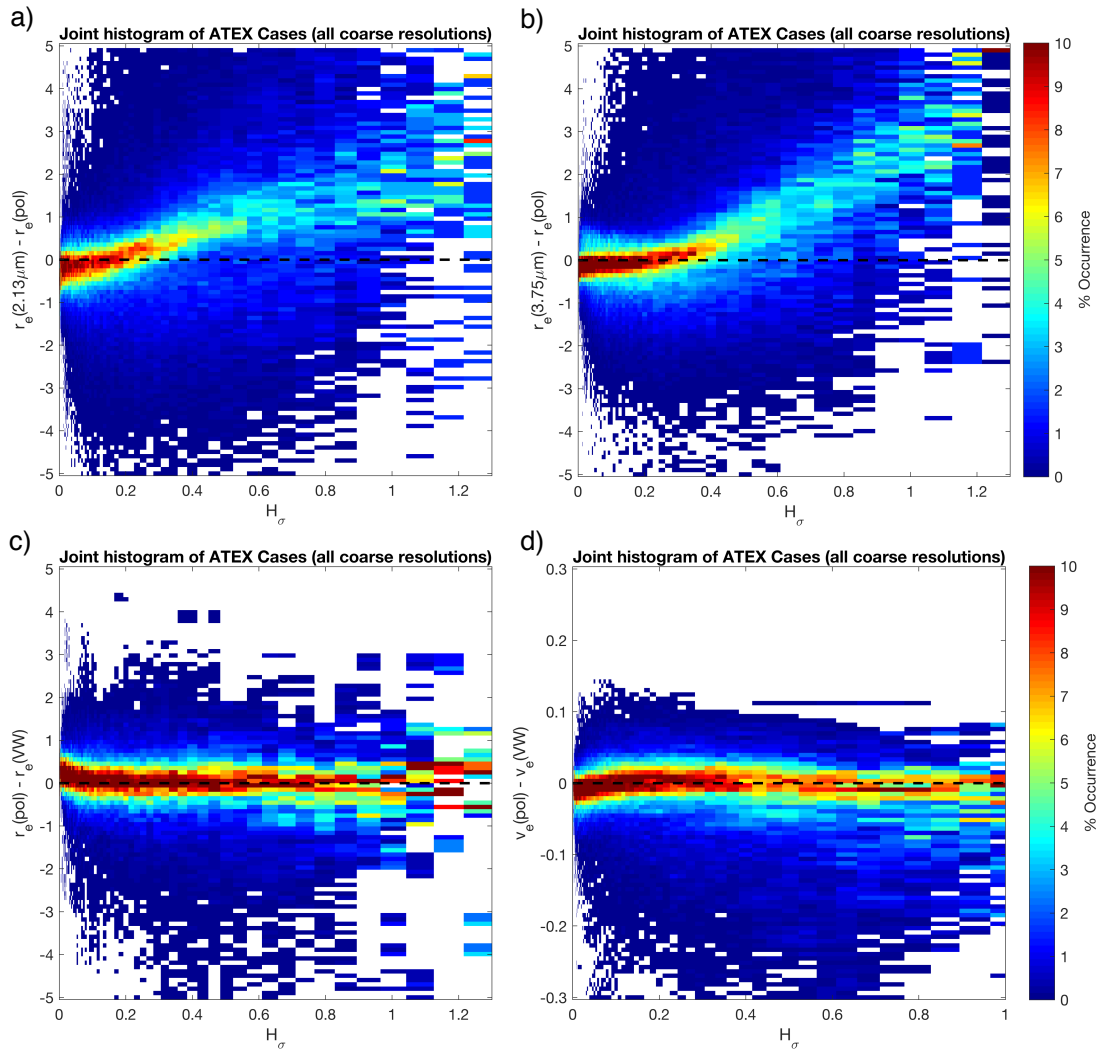 a)
Joint histogram of ATEX Cases (all coarse resolutions)
r_e(2.13μm) - r_e(pol)
5
4
3
2
1
0
-1
-2
-3
-4
-5
0 0.2 0.4 0.6 0.8 1 1.2
H_σ
b)
Joint histogram of ATEX Cases (all coarse resolutions)
r_e(3.75μm) - r_e(pol)
5
4
3
2
1
0
-1
-2
-3
-4
-5
0 0.2 0.4 0.6 0.8 1 1.2
H_σ
10
9
8
7
6
5
4
3
2
1
0
% Occurrence
c)
Joint histogram of ATEX Cases (all coarse resolutions)
r_e(pol) - r_e(VW)
5
4
3
2
1
0
-1
-2
-3
-4
-5
0 0.2 0.4 0.6 0.8 1 1.2
H_σ
d)
Joint histogram of ATEX Cases (all coarse resolutions)
v_e(pol) - v_e(VW)
0.3
0.2
0.1
0
-0.1
-0.2
-0.3
0 0.2 0.4 0.6 0.8 1
H_σ
10
9
8
7
6
5
4
3
2
1
0
% Occurrence